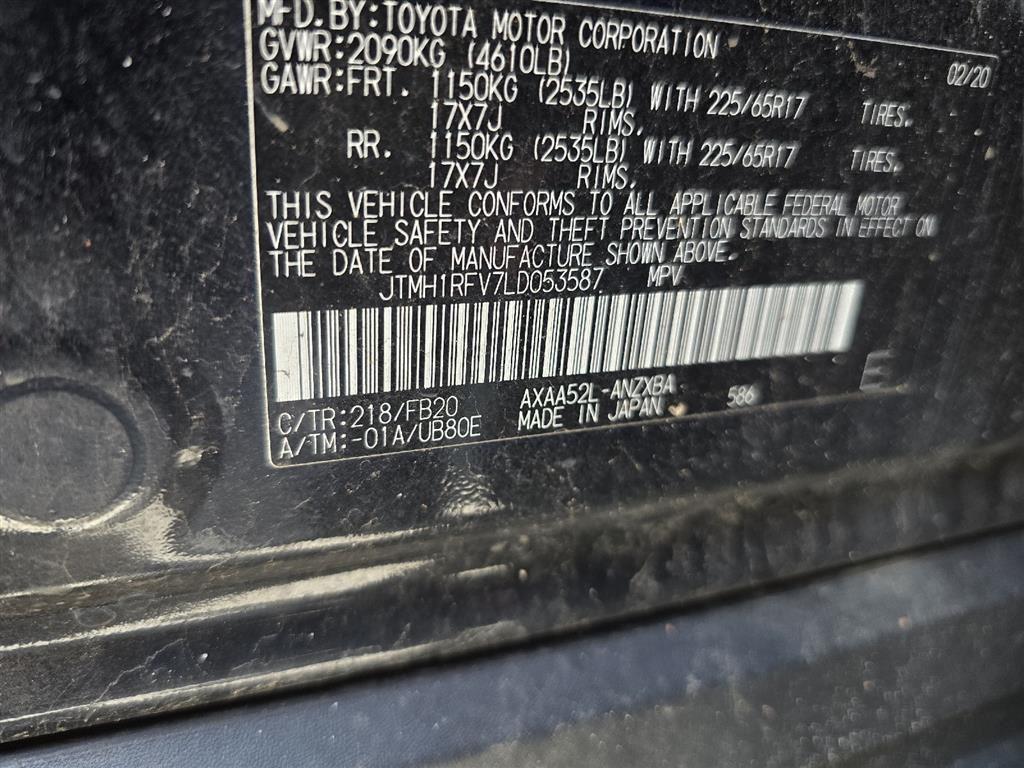 MFD. BY: TOYOTA MOTOR CORPORATION 02/20
GVWR: 2090KG (4610LB)
GAWR: FRT. 1150KG (2535LB) WITH 225/65R17 TIRES.
17X7J RIMS.
RR. 1150KG (2535LB) WITH 225/65R17 TIRES.
17X7J RIMS.
THIS VEHICLE CONFORMS TO ALL APPLICABLE FEDERAL MOTOR
VEHICLE SAFETY AND THEFT PREVENTION STANDARDS IN EFFECT ON
THE DATE OF MANUFACTURE SHOWN ABOVE.
JTMH1RFV7LD053587 MPV
C/TR: 218/FB20 AXAA52L-ANZXBA 586
A/TM: -01A/UB80E MADE IN JAPAN
E